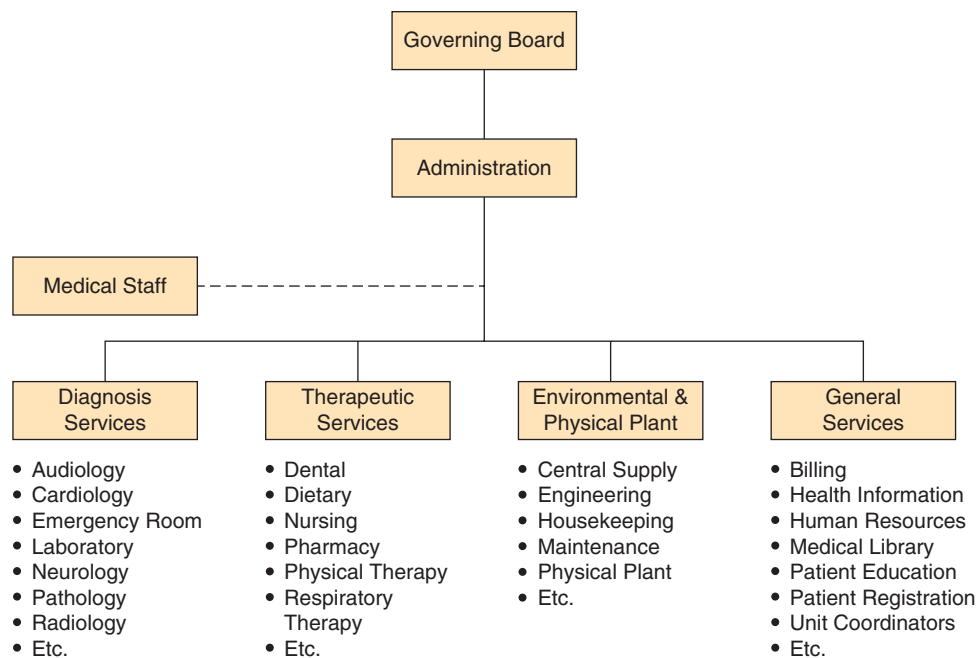 Governing Board
Administration
Medical Staff
Diagnosis
Services
• Audiology
• Cardiology
• Emergency Room
• Laboratory
• Neurology
• Pathology
• Radiology
• Etc.
Therapeutic
Services
• Dental
• Dietary
• Nursing
• Pharmacy
• Physical Therapy
• Respiratory
Therapy
• Etc.
Environmental &
Physical Plant
• Central Supply
• Engineering
• Housekeeping
• Maintenance
• Physical Plant
• Etc.
General
Services
• Billing
• Health Information
• Human Resources
• Medical Library
• Patient Education
• Patient Registration
• Unit Coordinators
• Etc.